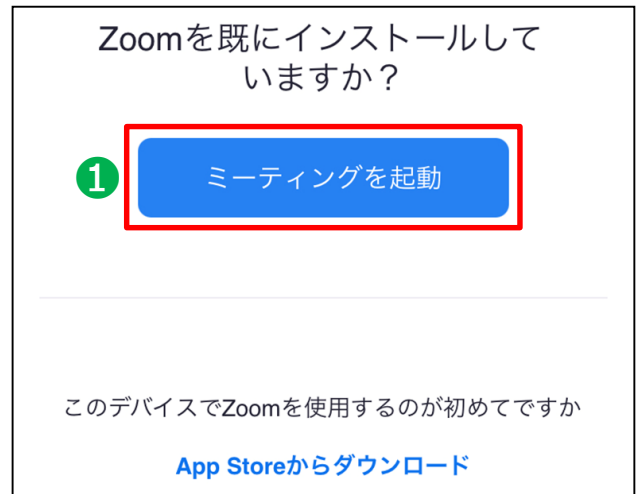 Zoomを既にインストールして
いますか？
1 ミーティングを起動
このデバイスでZoomを使用するのが初めてですか
App Storeからダウンロード